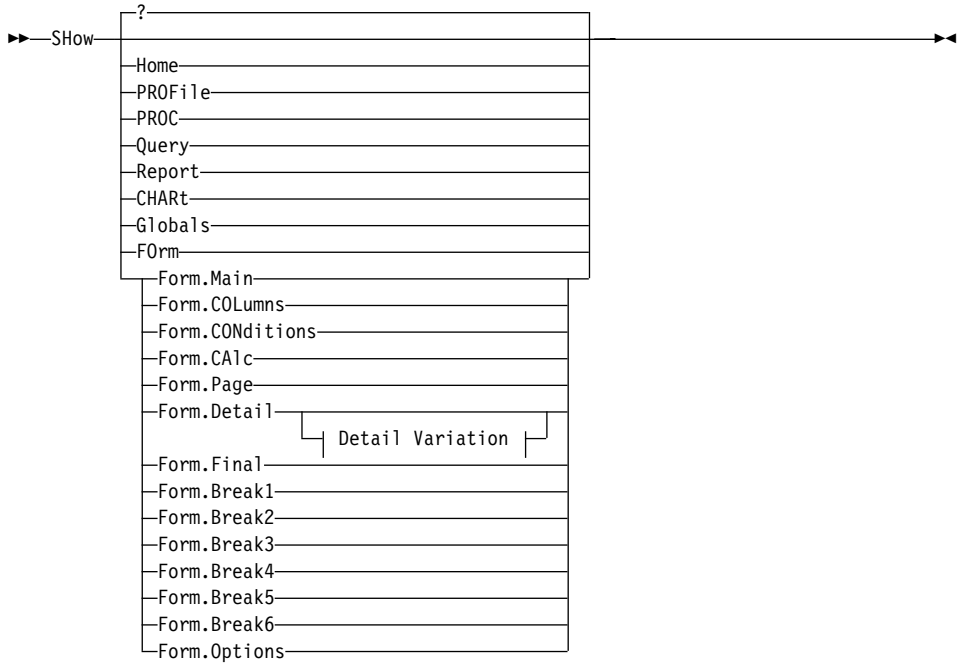 ?
SHow
Home
PROFile
PROC
Query
Report
CHARt
Globals
FOrm
Form.Main
Form.COLumns
Form.CONditions
Form.CAlc
Form.Page
Form.Detail
Detail Variation
Form.Final
Form.Break1
Form.Break2
Form.Break3
Form.Break4
Form.Break5
Form.Break6
Form.Options